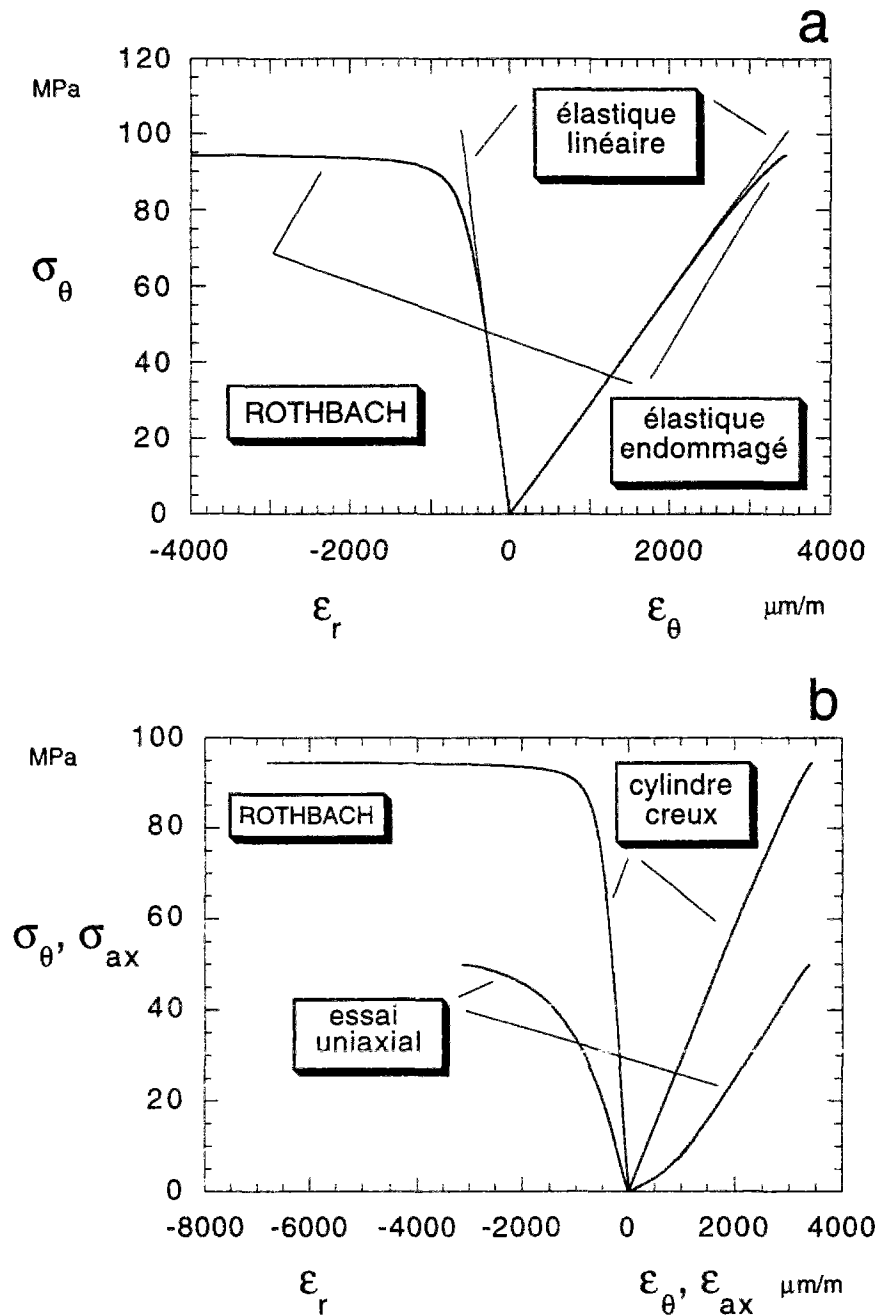 a
120
MPa
100
80
σθ
60
40
20
0
élastique
linéaire
ROTHBACH
élastique
endommagé
-4000 -2000 0 2000 4000
εr εθ μm/m
b
100
MPa
80
60
σθ, σax
40
20
0
ROTHBACH
cylindre
creux
essai
uniaxial
-8000 -6000 -4000 -2000 0 2000 4000
εr εθ, εax μm/m